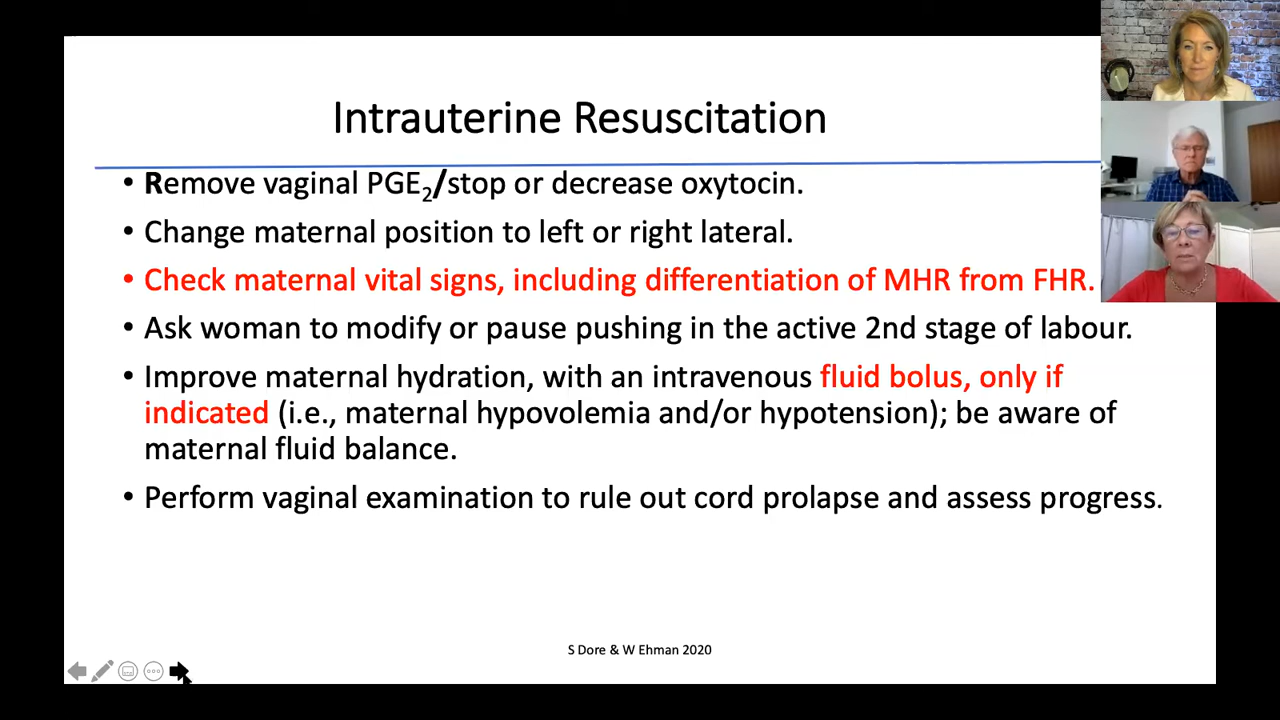 Intrauterine Resuscitation
• Remove vaginal PGE₂/stop or decrease oxytocin.
• Change maternal position to left or right lateral.
• Check maternal vital signs, including differentiation of MHR from FHR.
• Ask woman to modify or pause pushing in the active 2nd stage of labour.
• Improve maternal hydration, with an intravenous fluid bolus, only if
indicated (i.e., maternal hypovolemia and/or hypotension); be aware of
maternal fluid balance.
• Perform vaginal examination to rule out cord prolapse and assess progress.
S Dore & W Ehman 2020